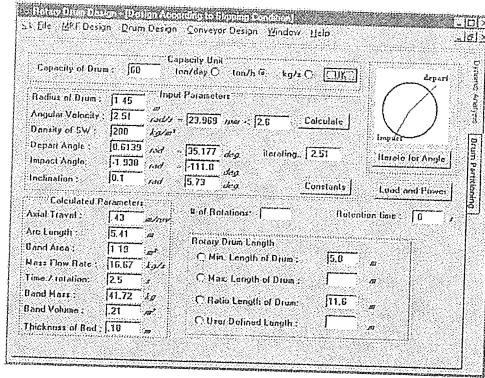 Rotary Drum Design - [Design According to Slipping Condition]
File MRF Design Drum Design Conveyor Design Window Help
Capacity Unit
Capacity of Drum : 60 ton/day ton/h kg/s OK
Input Parameters
Radius of Drum : 1.45 m
Angular Velocity : 2.51 rad/s = 23.969 2.6 Calculate
Density of SW : 200 kg/m³
Depart Angle : 0.6139 rad = 35.177 deg. Iterating.. 2.51
Impact Angle: -1.938 rad = -111.0 deg.
Inclination : 0.1 rad 5.73 deg. Constants
depart
Impact
Iterate for Angle
Load and Power
Dynamic Analysis
Drum Partitioning
Calculated Parameters
Axial Travel : .43 m/rev
Arc Length : 5.41 m
Band Area : 1.19 m²
Mass Flow Rate : 16.67 kg/s
Time / rotation: 2.5 s
Band Mass : 41.72 kg
Band Volume : .21 m³
Thickness of Bed : .18 m
# of Rotations: Retention time : 0 s
Rotary Drum Length
Min. Length of Drum : 5.0 m
Max. Length of Drum : m
Ratio Length of Drum: 11.6 m
User Defined Length : m